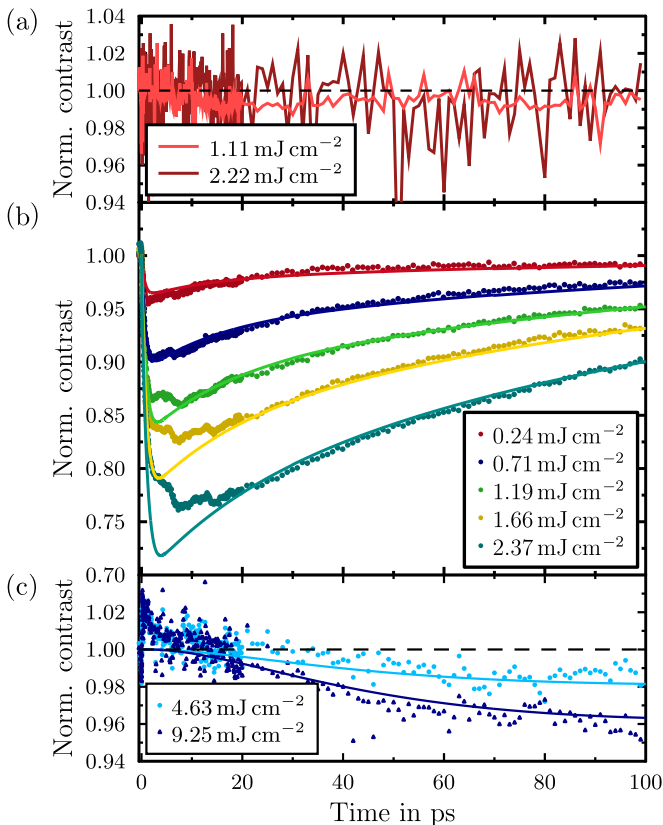 (a)
1.04
1.02
1.00
0.98
0.96
0.94
Norm. contrast
1.11 mJ cm⁻²
2.22 mJ cm⁻²
(b)
1.00
0.95
0.90
0.85
0.80
0.75
0.70
Norm. contrast
0.24 mJ cm⁻²
0.71 mJ cm⁻²
1.19 mJ cm⁻²
1.66 mJ cm⁻²
2.37 mJ cm⁻²
(c)
1.02
1.00
0.98
0.96
0.94
Norm. contrast
4.63 mJ cm⁻²
9.25 mJ cm⁻²
0 20 40 60 80 100
Time in ps